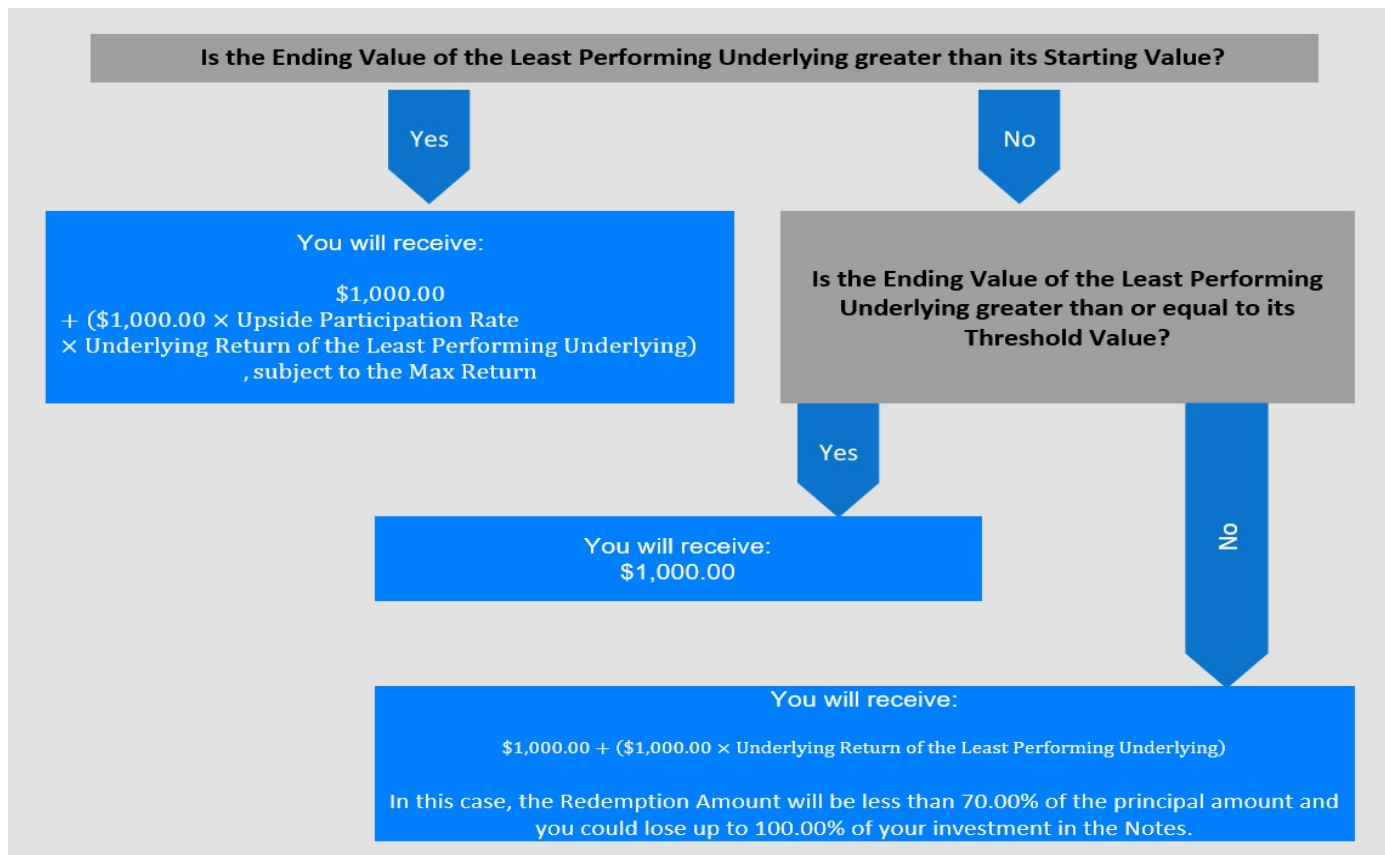 Is the Ending Value of the Least Performing Underlying greater than its Starting Value?
Yes
No
You will receive:
$1,000.00
+ ($1,000.00 × Upside Participation Rate
× Underlying Return of the Least Performing Underlying)
, subject to the Max Return
Is the Ending Value of the Least Performing
Underlying greater than or equal to its
Threshold Value?
Yes
No
You will receive:
$1,000.00
You will receive:
$1,000.00 + ($1,000.00 × Underlying Return of the Least Performing Underlying)
In this case, the Redemption Amount will be less than 70.00% of the principal amount and
you could lose up to 100.00% of your investment in the Notes.